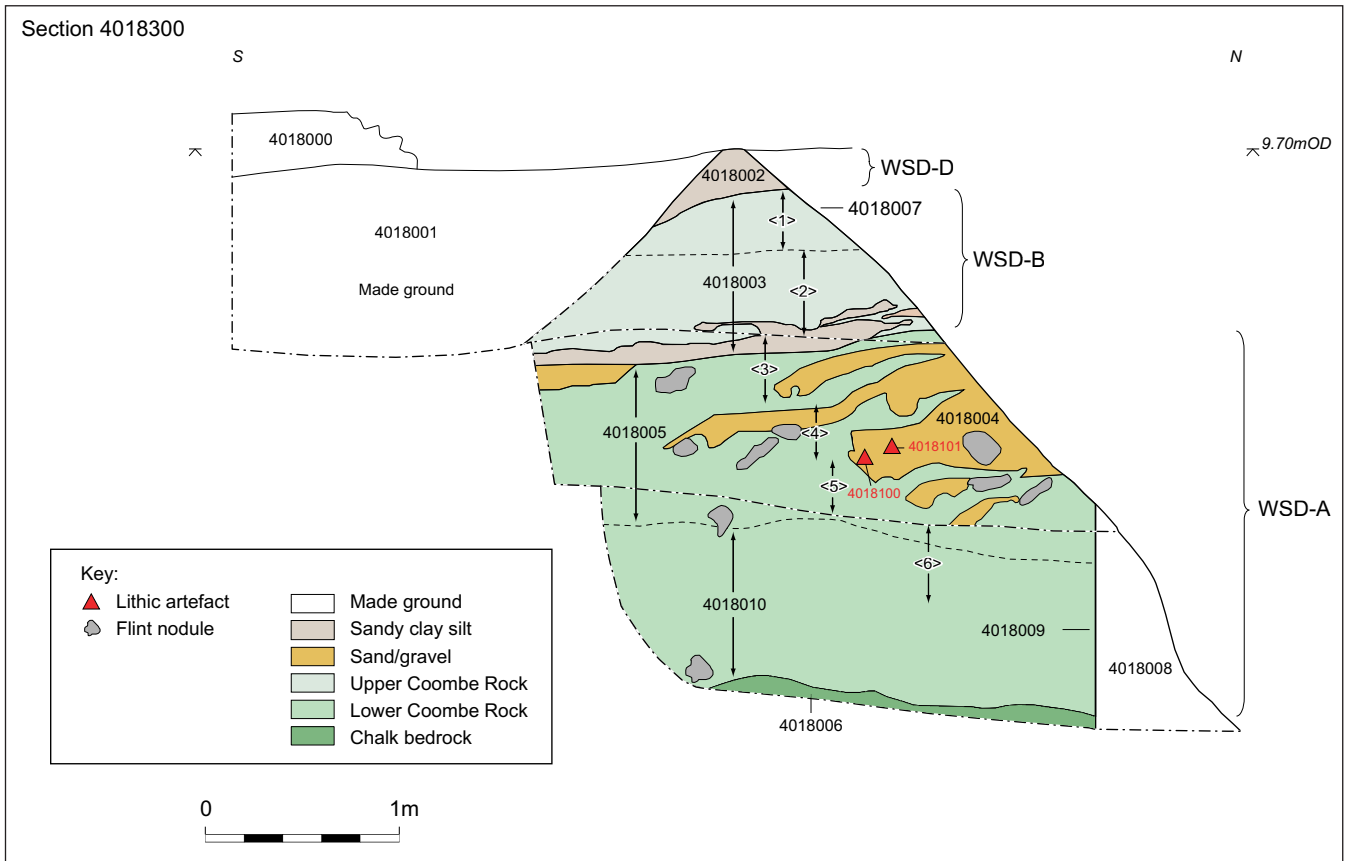 Section 4018300
S
N
4018000
9.70mOD
WSD-D
4018002
<1>
4018007
4018001
WSD-B
Made ground
4018003
<2>
<3>
4018004
4018005
<4>
4018101
<5>
4018100
WSD-A
<6>
Key:
Lithic artefact
Flint nodule
Made ground
Sandy clay silt
Sand/gravel
Upper Coombe Rock
Lower Coombe Rock
Chalk bedrock
4018010
4018009
4018008
4018006
0
1m